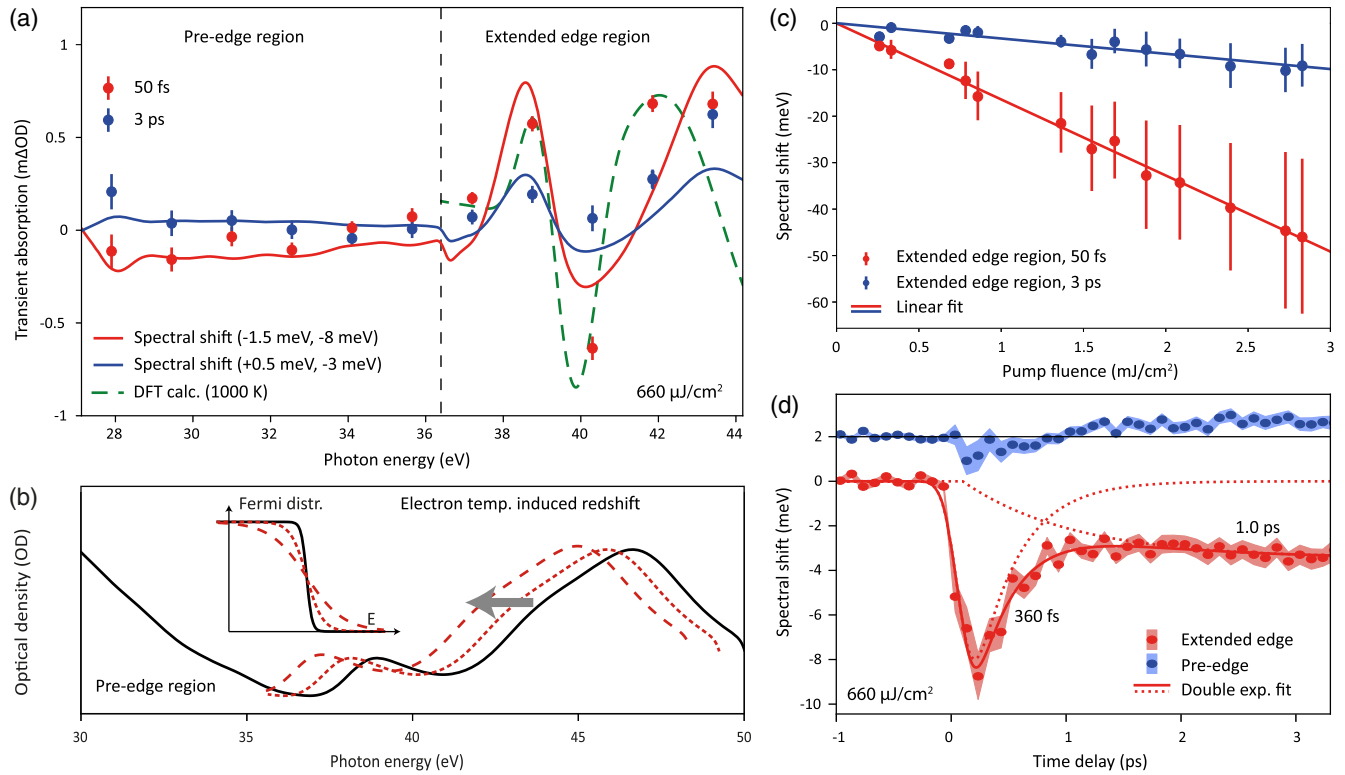 (a)
Pre-edge region
Extended edge region
50 fs
3 ps
Spectral shift (-1.5 meV, -8 meV)
Spectral shift (+0.5 meV, -3 meV)
DFT calc. (1000 K)
660 µJ/cm²
Transient absorption (mΔOD)
1
0.5
0
-0.5
-1
28 30 32 34 36 38 40 42 44
Photon energy (eV)
(b)
Fermi distr.
Electron temp. induced redshift
E
Pre-edge region
Optical density (OD)
30 35 40 45 50
Photon energy (eV)
(c)
0
-10
-20
-30
-40
-50
-60
Spectral shift (meV)
Extended edge region, 50 fs
Extended edge region, 3 ps
Linear fit
0 0.5 1 1.5 2 2.5 3
Pump fluence (mJ/cm²)
(d)
2
0
-2
-4
-6
-8
-10
Spectral shift (meV)
1.0 ps
360 fs
Extended edge
Pre-edge
Double exp. fit
660 µJ/cm²
-1 0 1 2 3
Time delay (ps)